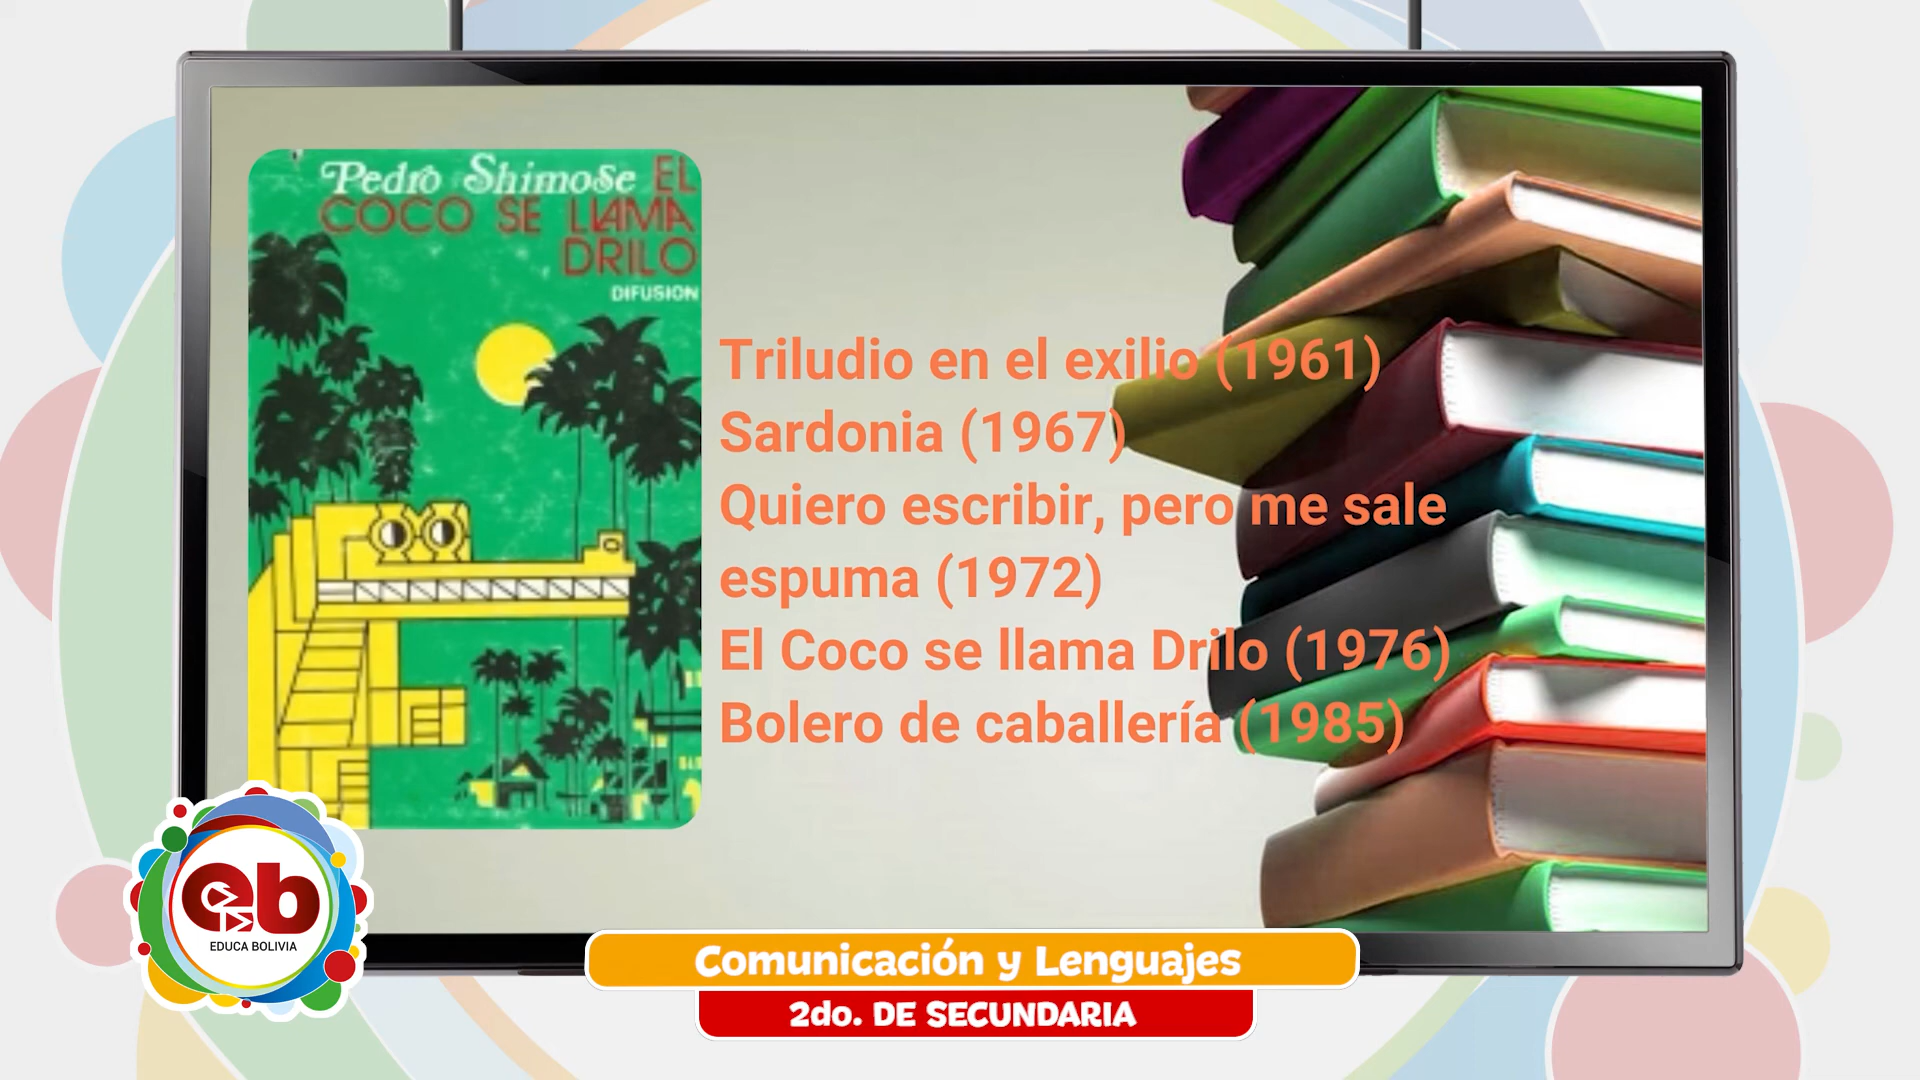 Pedro Shimose EL
COCO SE LLAMA
DRILO
DIFUSION
Triludio en el exilio (1961)
Sardonia (1967)
Quiero escribir, pero me sale
espuma (1972)
El Coco se llama Drilo (1976)
Bolero de caballería (1985)
eb
EDUCA BOLIVIA
Comunicación y Lenguajes
2do. DE SECUNDARIA